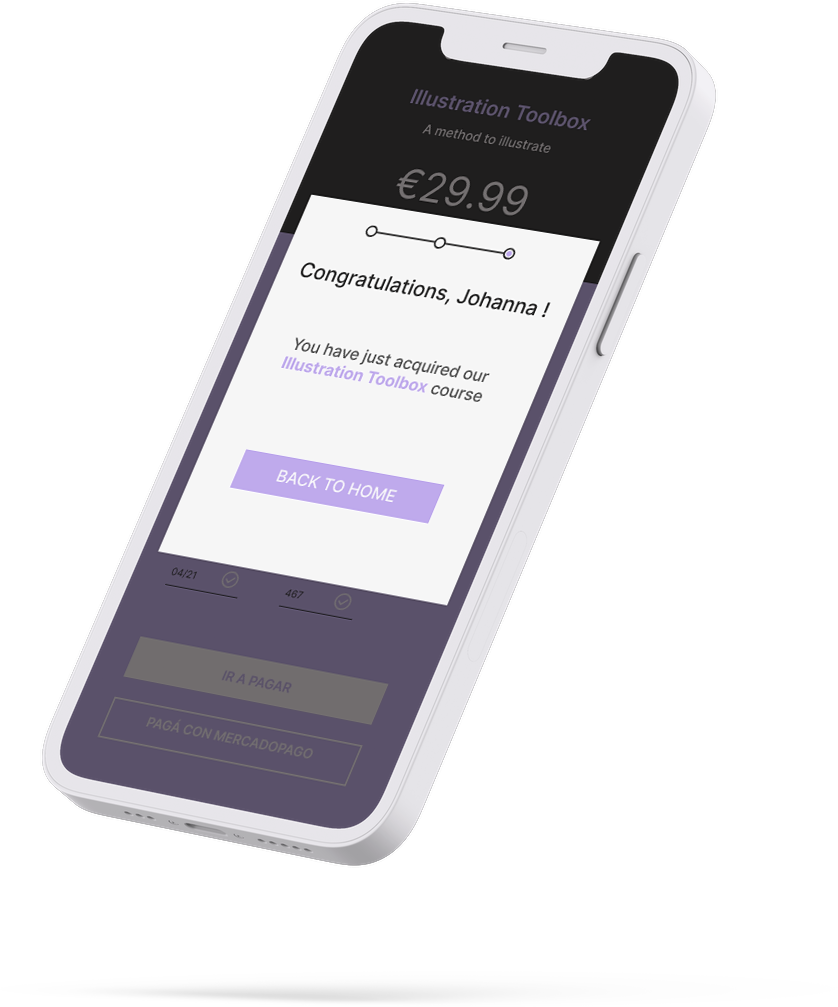 Illustration Toolbox
A method to illustrate
€29.99
Congratulations, Johanna !
You have just acquired our
Illustration Toolbox course
BACK TO HOME
04/21
467
IR A PAGAR
PAGÁ CON MERCADOPAGO